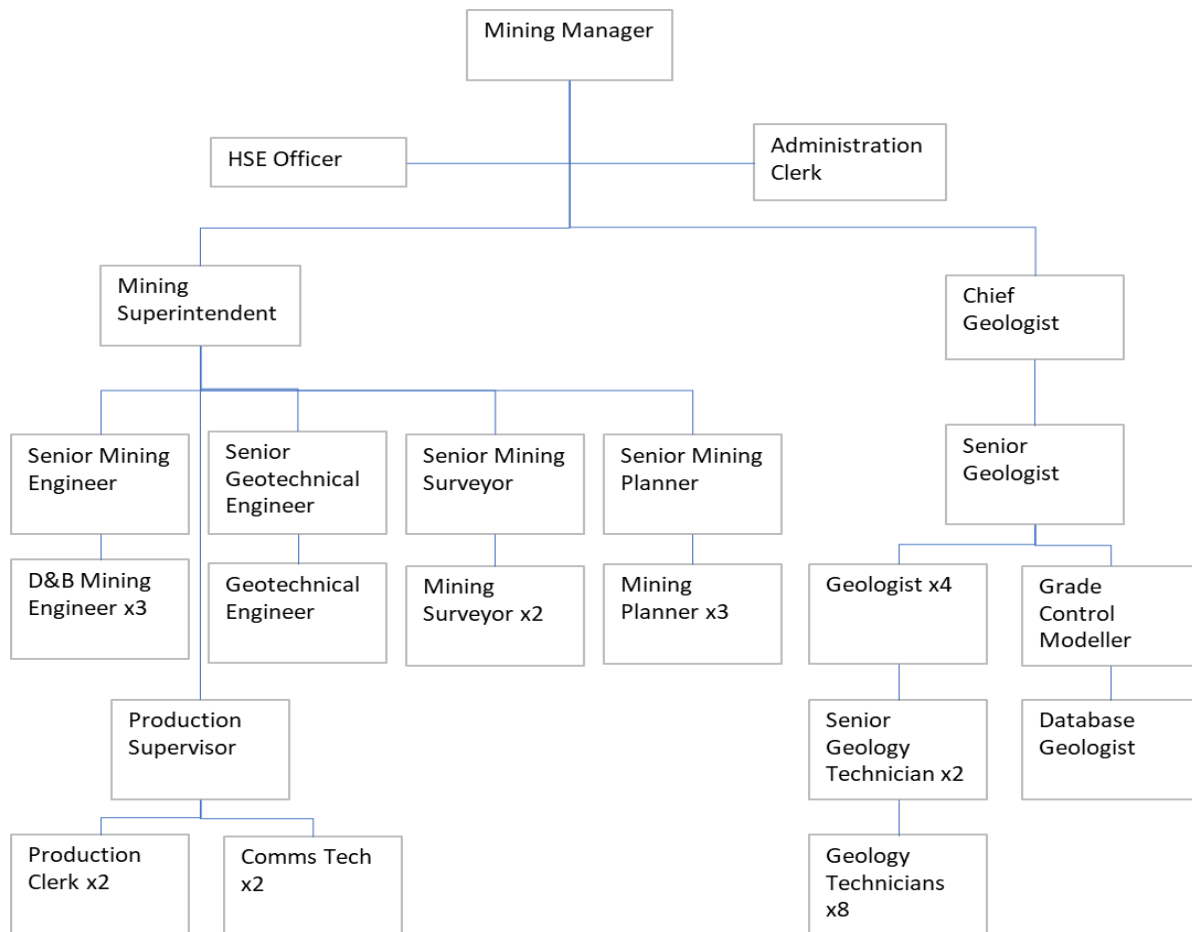 Mining Manager
HSE Officer
Administration
Clerk
Mining
Superintendent
Chief
Geologist
Senior Mining
Engineer
Senior
Geotechnical
Engineer
Senior Mining
Surveyor
Senior Mining
Planner
Senior
Geologist
D&B Mining
Engineer x3
Geotechnical
Engineer
Mining
Surveyor x2
Mining
Planner x3
Geologist x4
Grade
Control
Modeller
Production
Supervisor
Senior
Geology
Technician x2
Database
Geologist
Production
Clerk x2
Comms Tech
x2
Geology
Technicians
x8